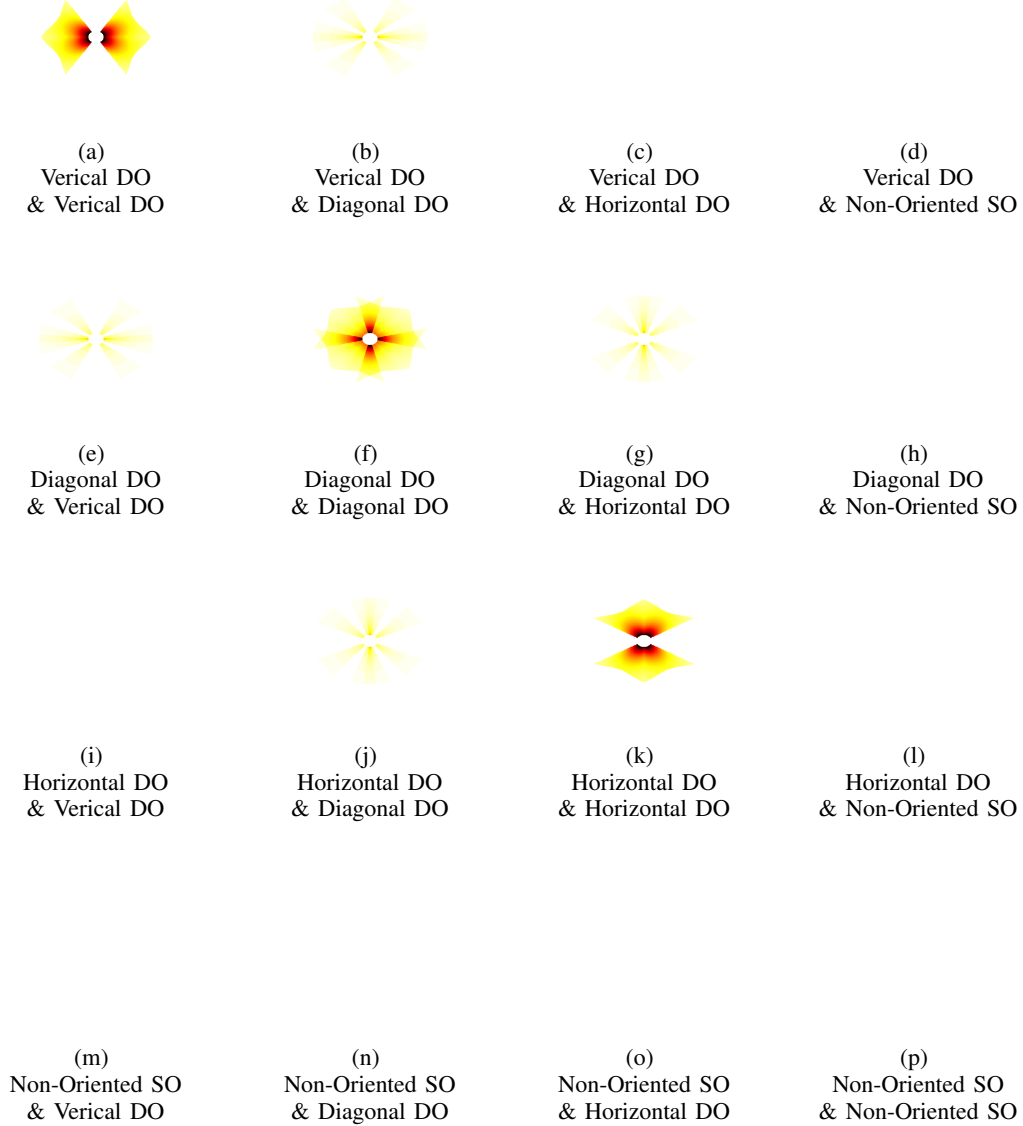 (a)
Verical DO
& Verical DO
(b)
Verical DO
& Diagonal DO
(c)
Verical DO
& Horizontal DO
(d)
Verical DO
& Non-Oriented SO
(e)
Diagonal DO
& Verical DO
(f)
Diagonal DO
& Diagonal DO
(g)
Diagonal DO
& Horizontal DO
(h)
Diagonal DO
& Non-Oriented SO
(i)
Horizontal DO
& Verical DO
(j)
Horizontal DO
& Diagonal DO
(k)
Horizontal DO
& Horizontal DO
(l)
Horizontal DO
& Non-Oriented SO
(m)
Non-Oriented SO
& Verical DO
(n)
Non-Oriented SO
& Diagonal DO
(o)
Non-Oriented SO
& Horizontal DO
(p)
Non-Oriented SO
& Non-Oriented SO